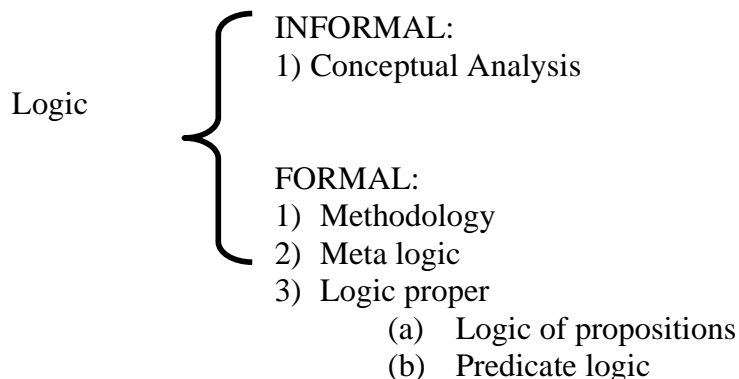 INFORMAL:
1) Conceptual Analysis
Logic
FORMAL:
1) Methodology
2) Meta logic
3) Logic proper
(a) Logic of propositions
(b) Predicate logic